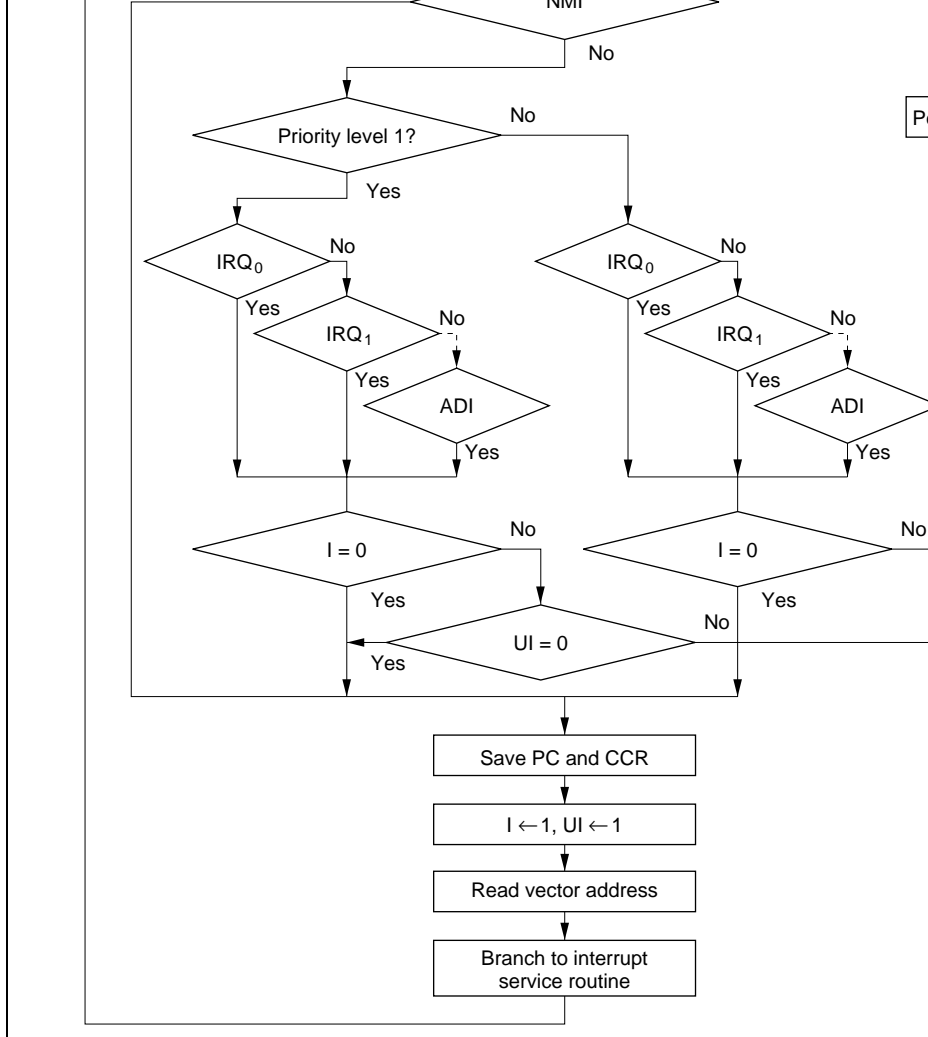 NMI
No
Priority level 1?
No
Yes
IRQ0
No
Yes
IRQ1
No
Yes
ADI
Yes
IRQ0
No
Yes
IRQ1
No
Yes
ADI
Yes
I = 0
No
Yes
I = 0
No
Yes
UI = 0
No
Yes
Save PC and CCR
I ← 1, UI ← 1
Read vector address
Branch to interrupt
service routine